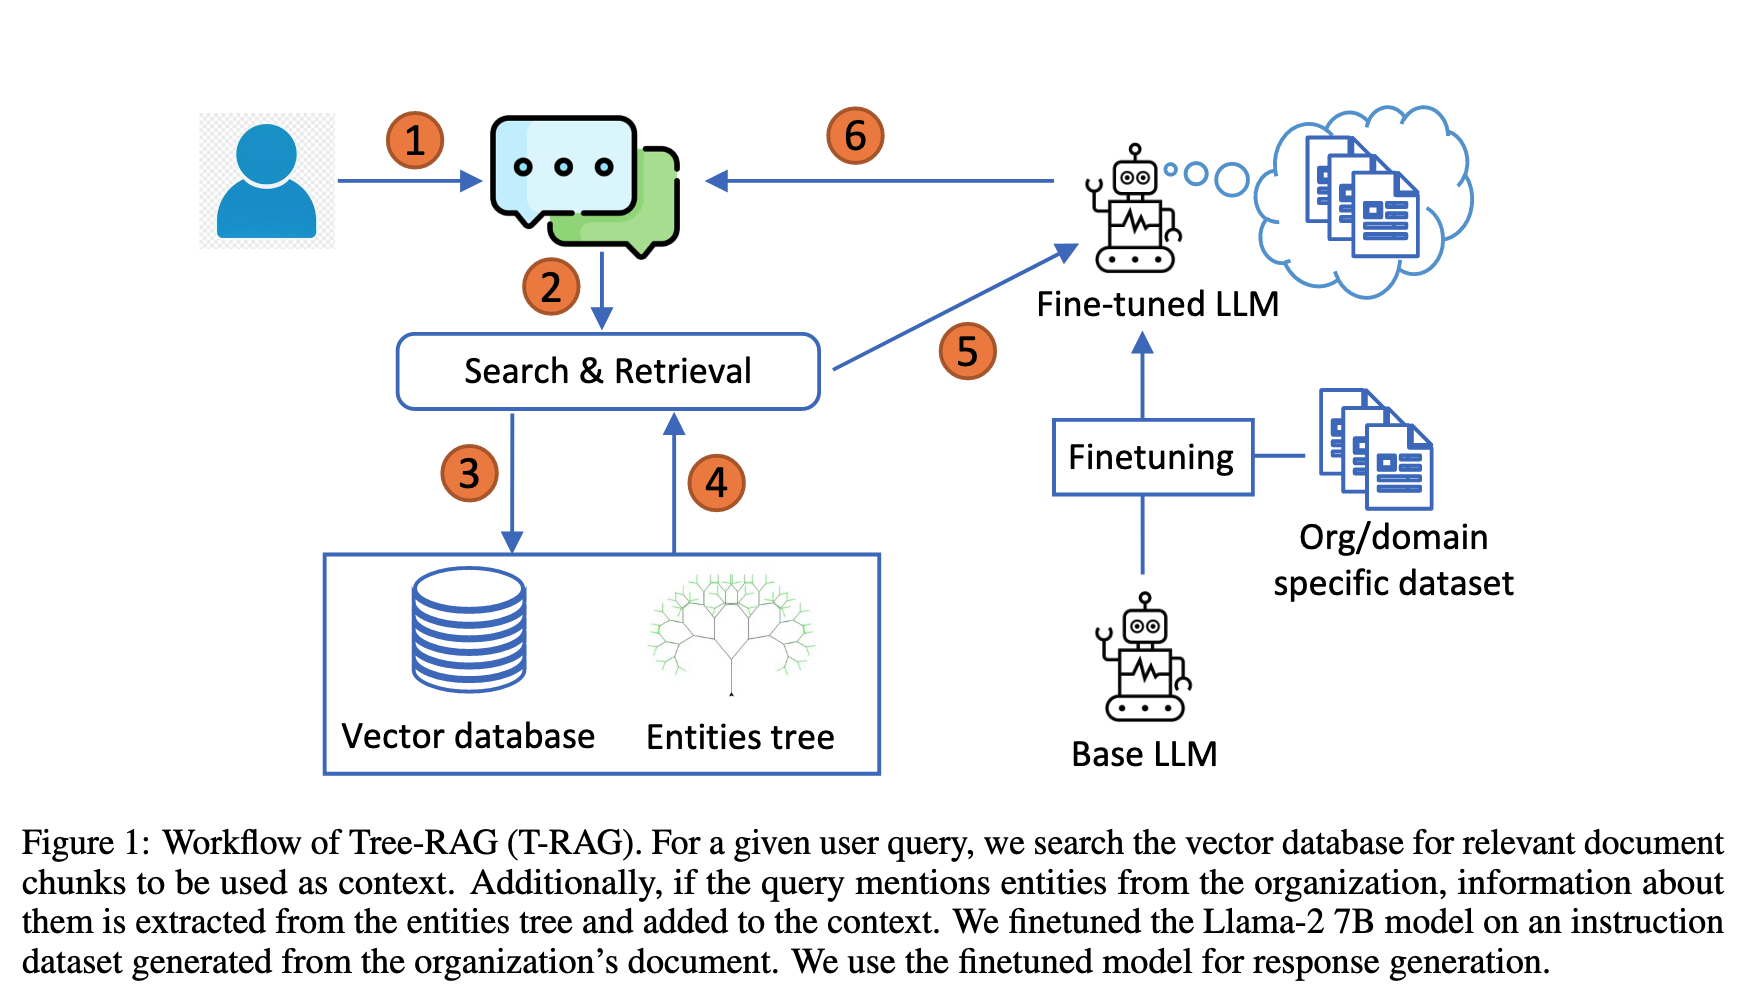 1
6
2
Fine-tuned LLM
5
Search & Retrieval
3
4
Finetuning
Org/domain
specific dataset
Vector database
Entities tree
Base LLM
Figure 1: Workflow of Tree-RAG (T-RAG). For a given user query, we search the vector database for relevant document
chunks to be used as context. Additionally, if the query mentions entities from the organization, information about
them is extracted from the entities tree and added to the context. We finetuned the Llama-2 7B model on an instruction
dataset generated from the organization’s document. We use the finetuned model for response generation.